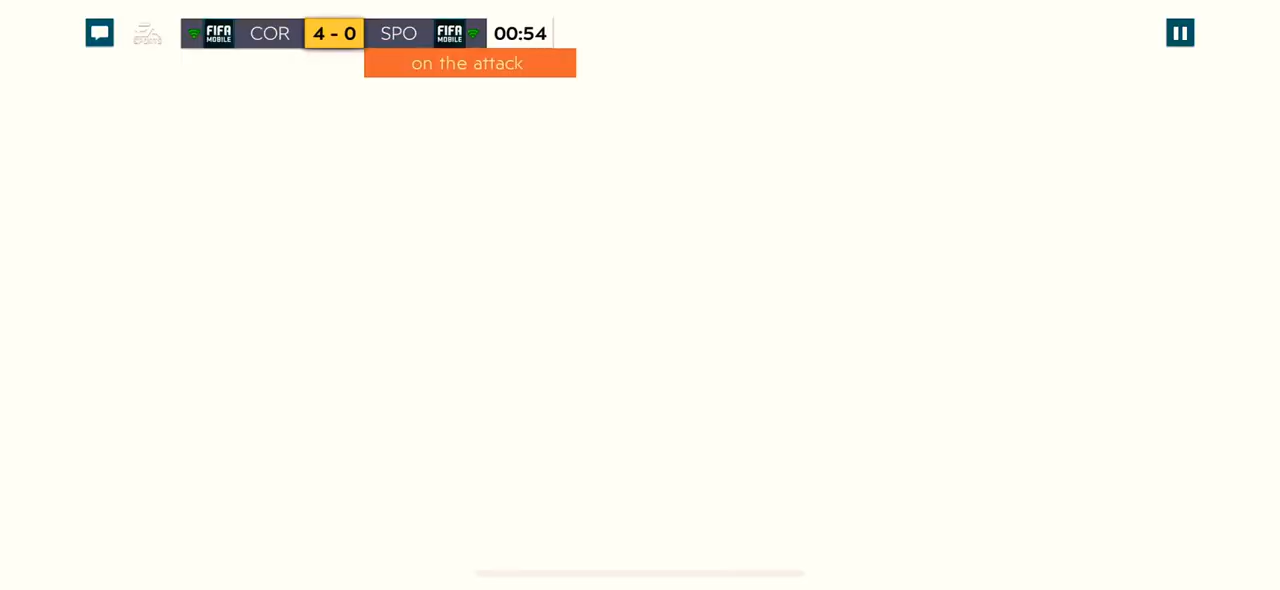 FIFA MOBILE COR 4 - 0 SPO FIFA MOBILE 00:54
on the attack